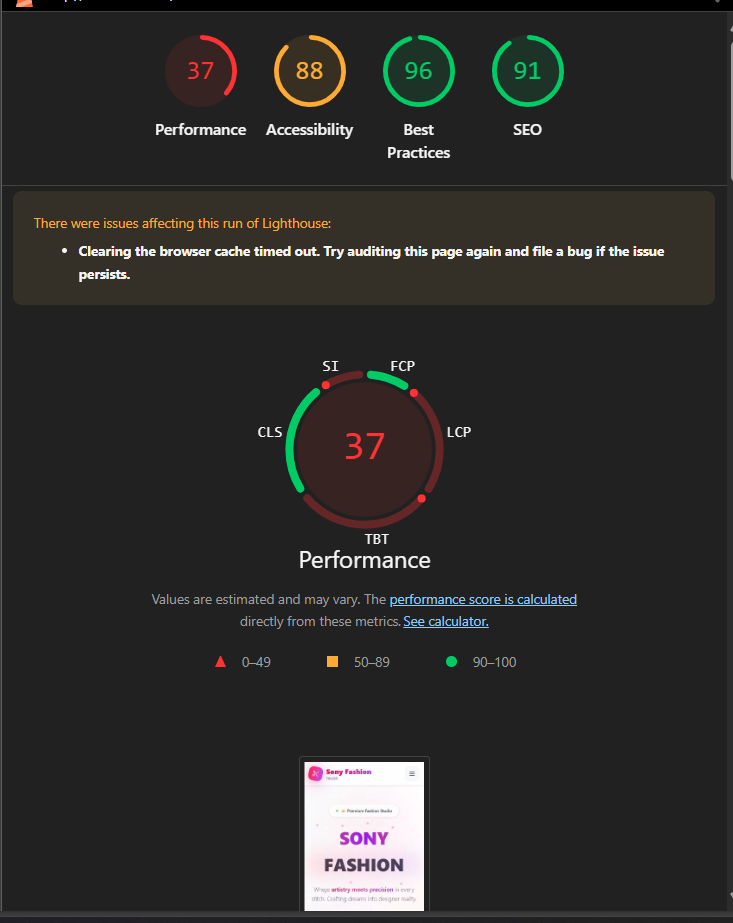 37
88
96
91
Performance
Accessibility
Best
Practices
SEO
There were issues affecting this run of Lighthouse:
• Clearing the browser cache timed out. Try auditing this page again and file a bug if the issue
persists.
SI
FCP
CLS
LCP
37
TBT
Performance
Values are estimated and may vary. The performance score is calculated
directly from these metrics. See calculator.
0–49
50–89
90–100
Sony Fashion
Premium Fashion Studio
SONY
FASHION
Where artistry meets precision in every
stitch. Crafting dreams into designer reality.